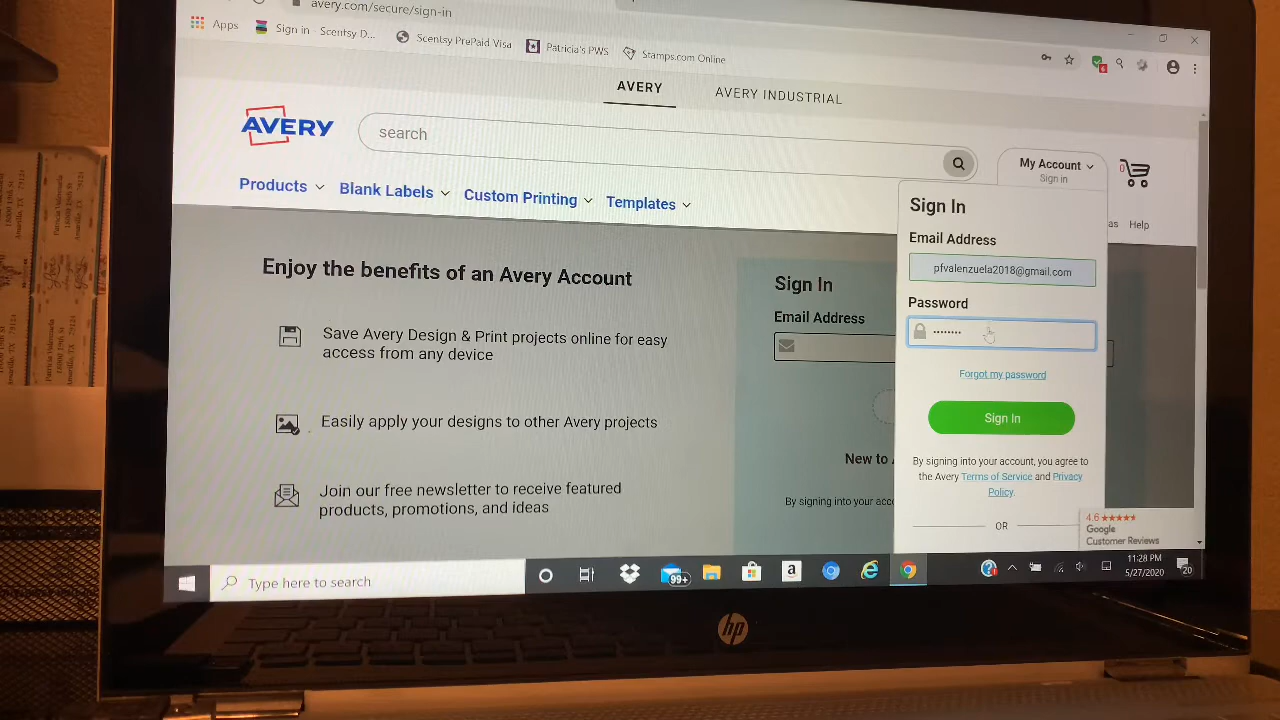 avery.com/secure/sign-in
Apps
Sign in - Scentsy D...
Scentsy PrePaid Visa
Patricia's PWS
Stamps.com Online
AVERY
AVERY INDUSTRIAL
AVERY
search
My Account
Sign in
0
Products
Blank Labels
Custom Printing
Templates
Help
Sign In
Email Address
pfvalenzuela2018@gmail.com
Password
••••••••
Forgot my password
Sign In
By signing into your account, you agree to
the Avery Terms of Service and Privacy
Policy.
OR
Enjoy the benefits of an Avery Account
Save Avery Design & Print projects online for easy
access from any device
Easily apply your designs to other Avery projects
Join our free newsletter to receive featured
products, promotions, and ideas
Sign In
Email Address
New to
By signing into your
4.6 ★★★★★
Google
Customer Reviews
Type here to search
99+
a
11:28 PM
5/27/2020
20
hp
Patricia Valenzuela
Amarillo, TX 79124